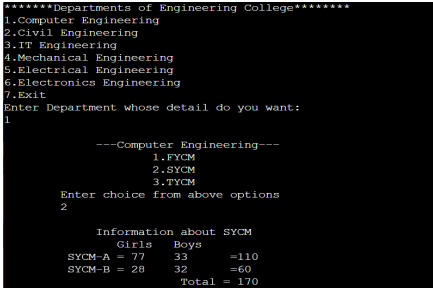 *******Departments of Engineering College********
1.Computer Engineering
2.Civil Engineering
3.IT Engineering
4.Mechanical Engineering
5.Electrical Engineering
6.Electronics Engineering
7.Exit
Enter Department whose detail do you want:
1
---Computer Engineering---
1.FYCM
2.SYCM
3.TYCM
Enter choice from above options
2
Information about SYCM
Girls Boys
SYCM-A = 77 33 =110
SYCM-B = 28 32 =60
Total = 170